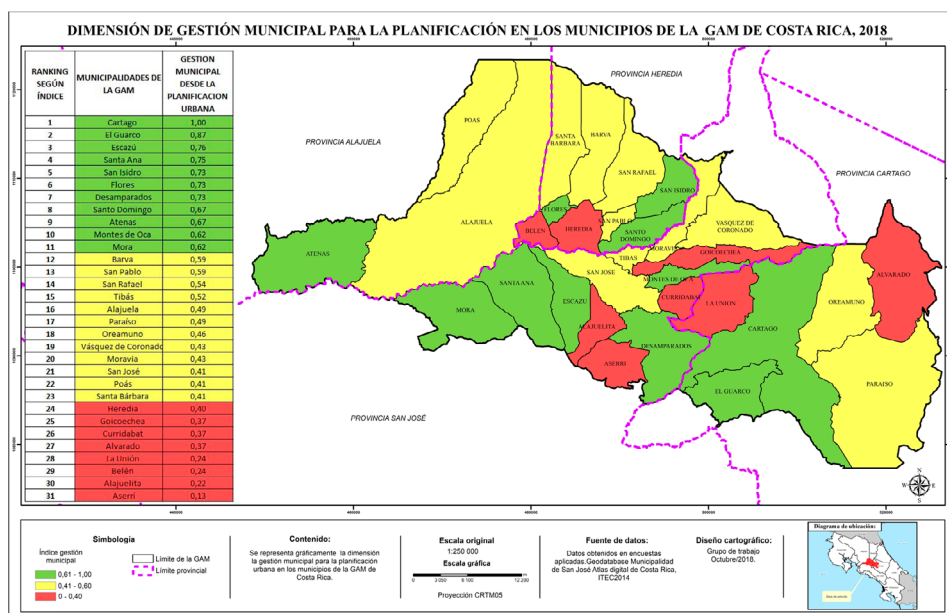 DIMENSIÓN DE GESTIÓN MUNICIPAL PARA LA PLANIFICACIÓN EN LOS MUNICIPIOS DE LA GAM DE COSTA RICA, 2018
RANKING SEGÚN ÍNDICE MUNICIPALIDADES DE LA GAM GESTION MUNICIPAL DESDE LA PLANIFICACION URBANA
1 Cartago 1,00
2 El Guarco 0,87
3 Escazú 0,76
4 Santa Ana 0,75
5 San Isidro 0,73
6 Flores 0,73
7 Desamparados 0,73
8 Santo Domingo 0,67
9 Atenas 0,67
10 Montes de Oca 0,62
11 Mora 0,62
12 Barva 0,59
13 San Pablo 0,59
14 San Rafael 0,54
15 Tibás 0,52
16 Alajuela 0,49
17 Paraíso 0,49
18 Oreamuno 0,46
19 Vásquez de Coronado 0,43
20 Moravia 0,43
21 San José 0,41
22 Poás 0,41
23 Santa Bárbara 0,41
24 Heredia 0,40
25 Goicoechea 0,37
26 Curridabat 0,37
27 Alvarado 0,37
28 La Unión 0,24
29 Belén 0,24
30 Alajuelita 0,22
31 Aserrí 0,13
PROVINCIA HEREDIA
PROVINCIA ALAJUELA
PROVINCIA CARTAGO
PROVINCIA SAN JOSÉ
POAS
SANTA BARBARA
BARVA
SAN RAFAEL
SAN ISIDRO
ALAJUELA
FLORES
BELEN
HEREDIA
SAN PABLO
SANTO DOMINGO
VASQUEZ DE CORONADO
MORAVIA
TIBAS
GOICOECHEA
ATENAS
SAN JOSE
MONTES DE OCA
SANTA ANA
ESCAZU
MORA
CURRIDABAT
LA UNION
ALAJUELITA
DESAMPARADOS
ASERRI
CARTAGO
OREAMUNO
ALVARADO
EL GUARCO
PARAISO
N
W E
S
Simbología
Índice gestión municipal
0,61 - 1,00
0,41 - 0,60
0 - 0,40
Límite de la GAM
Límite provincial
Contenido:
Se representa gráficamente la dimensión
la gestión municipal para la planificación
urbana en los municipios de la GAM de
Costa Rica.
Escala original
1:250 000
Escala gráfica
0 3 050 6 100 12 200
Proyección CRTM05
Fuente de datos:
Datos obtenidos en encuestas
aplicadas.Geodatabase Municipalidad
de San José Atlas digital de Costa Rica,
ITEC2014
Diseño cartográfico:
Grupo de trabajo
Octubre/2018.
Diagrama de ubicación: